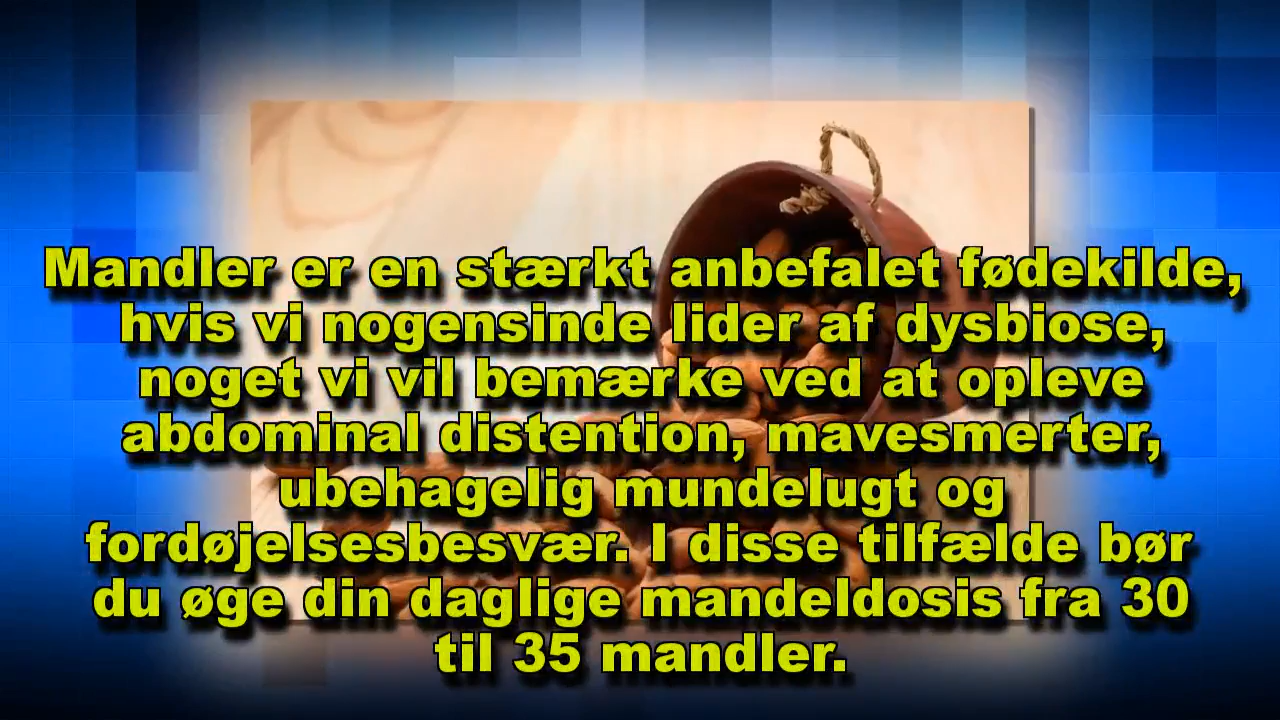 Mandler er en stærkt anbefalet fødekilde,
hvis vi nogensinde lider af dysbiose,
noget vi vil bemærke ved at opleve
abdominal distention, mavesmerter,
ubehagelig mundelugt og
fordøjelsesbesvær. I disse tilfælde bør
du øge din daglige mandeldosis fra 30
til 35 mandler.